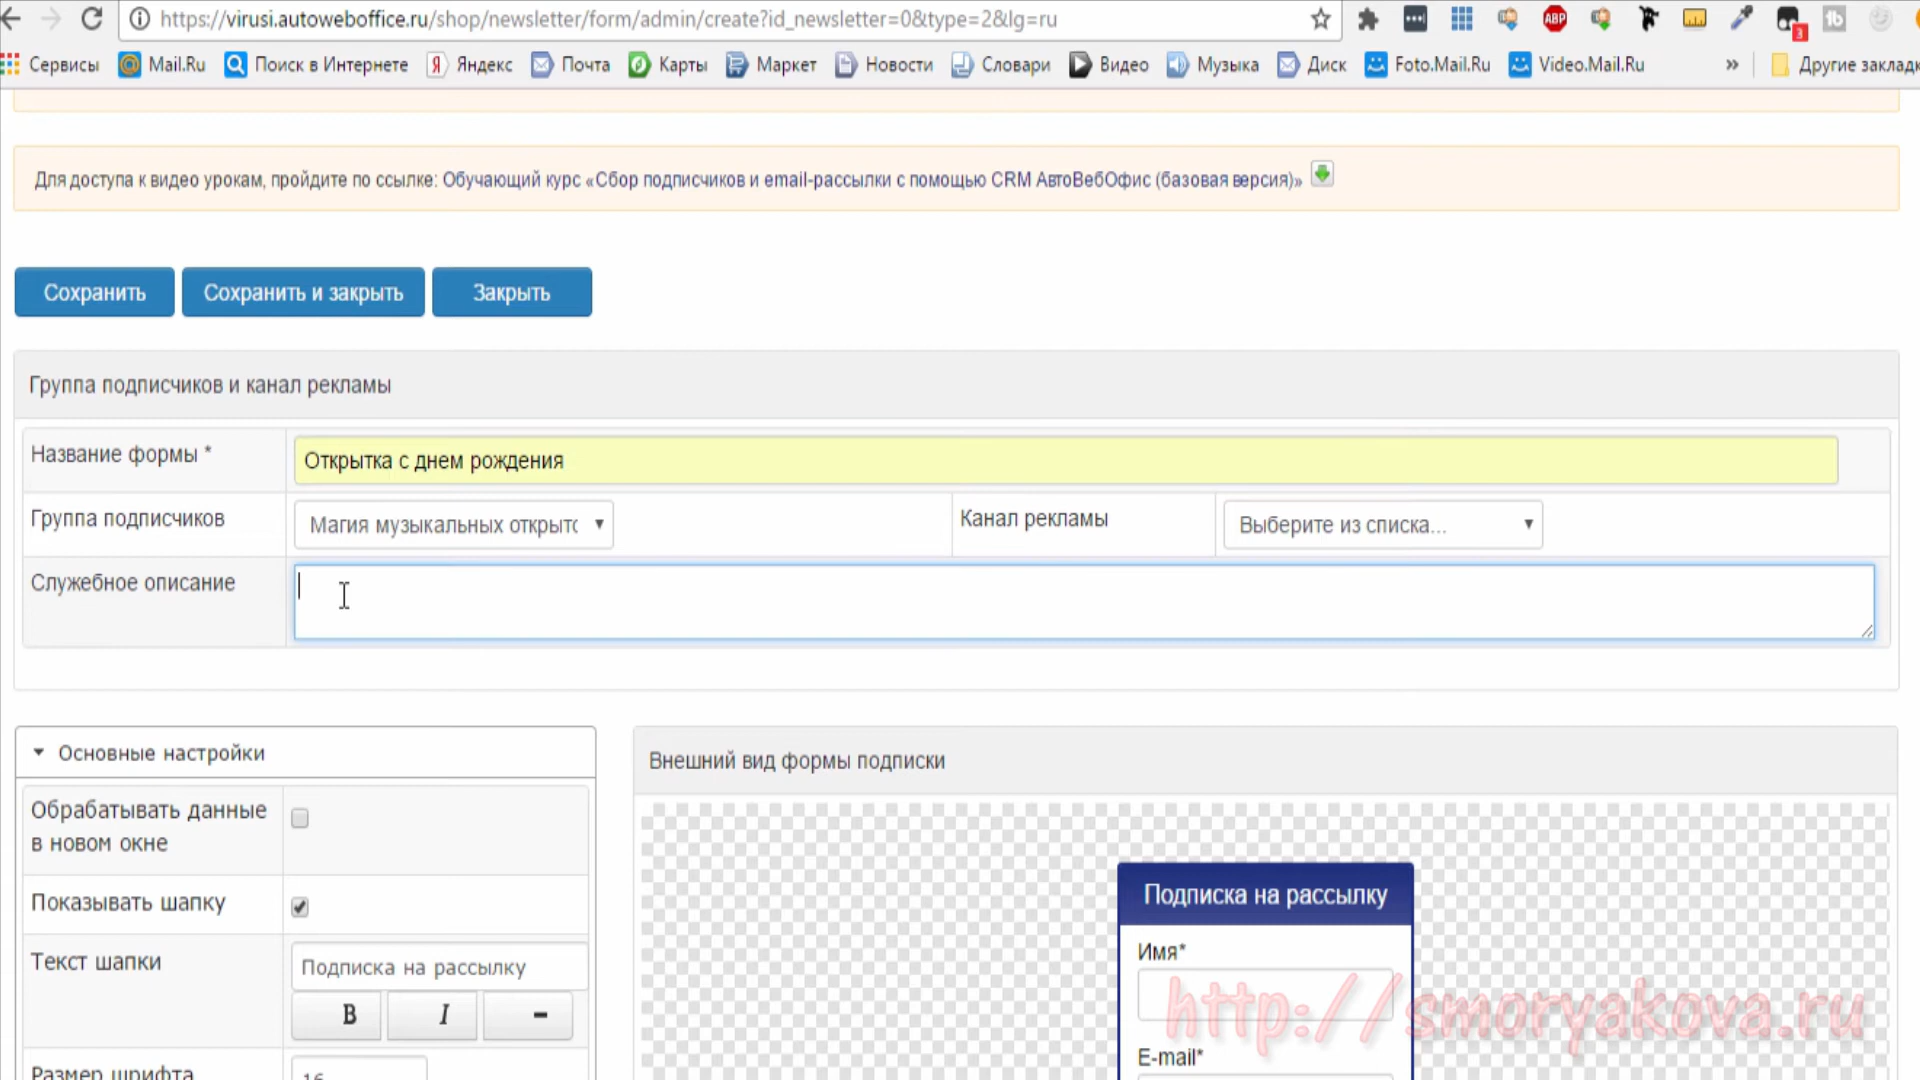 https://virusi.autoweboffice.ru/shop/newsletter/form/admin/create?id_newsletter=0&type=2&lg=ru
ABP
3
Сервисы Mail.Ru Поиск в Интернете Яндекс Почта Карты Маркет Новости Словари Видео Музыка Диск Foto.Mail.Ru Video.Mail.Ru » Другие закладк
Для доступа к видео урокам, пройдите по ссылке: Обучающий курс «Сбор подписчиков и email-рассылки с помощью CRM АвтоВебОфис (базовая версия)»
Сохранить Сохранить и закрыть Закрыть
Группа подписчиков и канал рекламы
Название формы * Открытка с днем рождения
Группа подписчиков Магия музыкальных открыто Канал рекламы Выберите из списка...
Служебное описание
Основные настройки
Внешний вид формы подписки
Обрабатывать данные
в новом окне
Показывать шапку
Подписка на рассылку
Имя*
Текст шапки Подписка на рассылку
B I -
http://smoryakova.ru
E-mail*
Размер шрифта 16